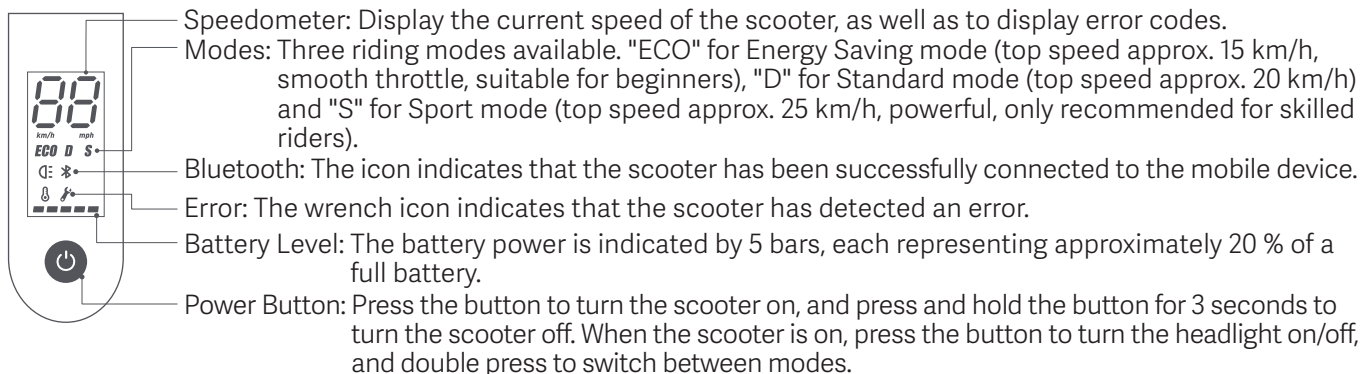 Speedometer: Display the current speed of the scooter, as well as to display error codes.
Modes: Three riding modes available. "ECO" for Energy Saving mode (top speed approx. 15 km/h,
smooth throttle, suitable for beginners), "D" for Standard mode (top speed approx. 20 km/h)
and "S" for Sport mode (top speed approx. 25 km/h, powerful, only recommended for skilled
riders).
88
km/h mph
ECO D S
Bluetooth: The icon indicates that the scooter has been successfully connected to the mobile device.
Error: The wrench icon indicates that the scooter has detected an error.
Battery Level: The battery power is indicated by 5 bars, each representing approximately 20 % of a
full battery.
Power Button: Press the button to turn the scooter on, and press and hold the button for 3 seconds to
turn the scooter off. When the scooter is on, press the button to turn the headlight on/off,
and double press to switch between modes.